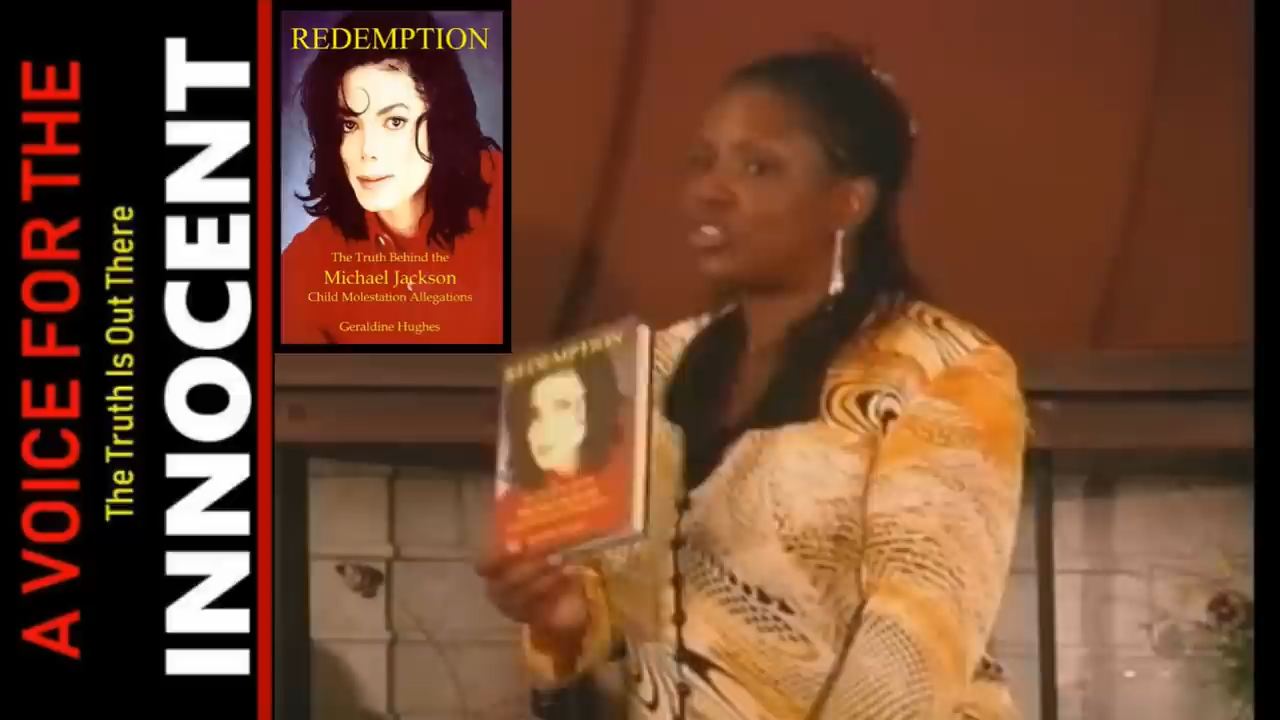 A VOICE FOR THE
The Truth Is Out There
INNOCENT
REDEMPTION
The Truth Behind the
Michael Jackson
Child Molestation Allegations
Geraldine Hughes
REDEMPTION